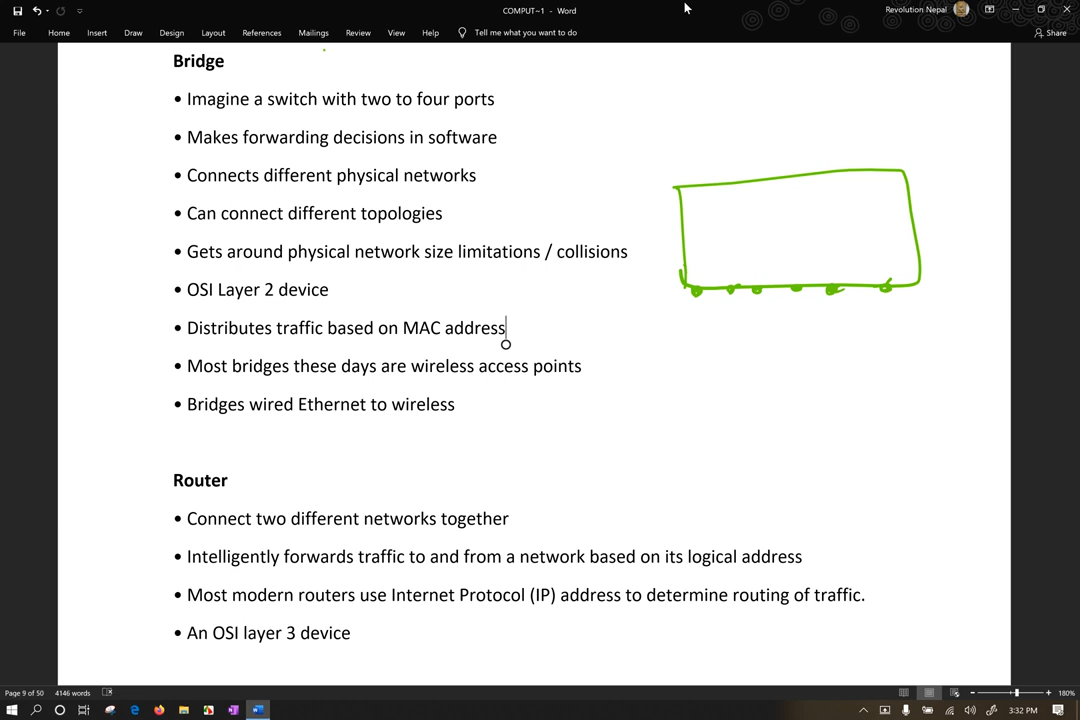 COMPUT~1 - Word
Revolution Nepal
File Home Insert Draw Design Layout References Mailings Review View Help Tell me what you want to do Share
Bridge
• Imagine a switch with two to four ports
• Makes forwarding decisions in software
• Connects different physical networks
• Can connect different topologies
• Gets around physical network size limitations / collisions
• OSI Layer 2 device
• Distributes traffic based on MAC address
• Most bridges these days are wireless access points
• Bridges wired Ethernet to wireless
Router
• Connect two different networks together
• Intelligently forwards traffic to and from a network based on its logical address
• Most modern routers use Internet Protocol (IP) address to determine routing of traffic.
• An OSI layer 3 device
Page 9 of 50 4146 words 180%
3:32 PM